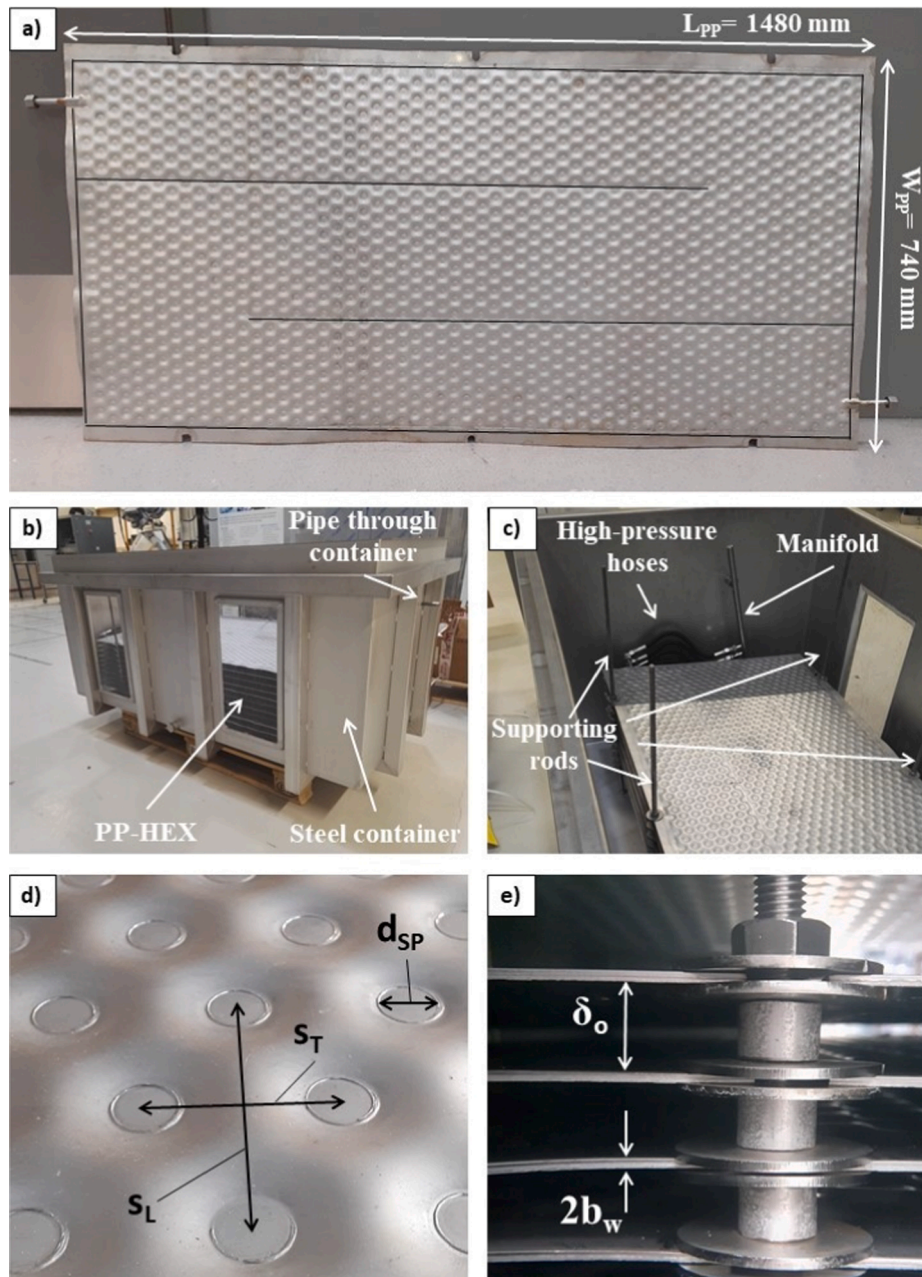 a)
L_PP= 1480 mm
W_PP= 740 mm
b)
Pipe through
container
PP-HEX
Steel container
c)
High-pressure
hoses
Manifold
Supporting
rods
d)
d_SP
s_T
s_L
e)
δ_o
2b_w